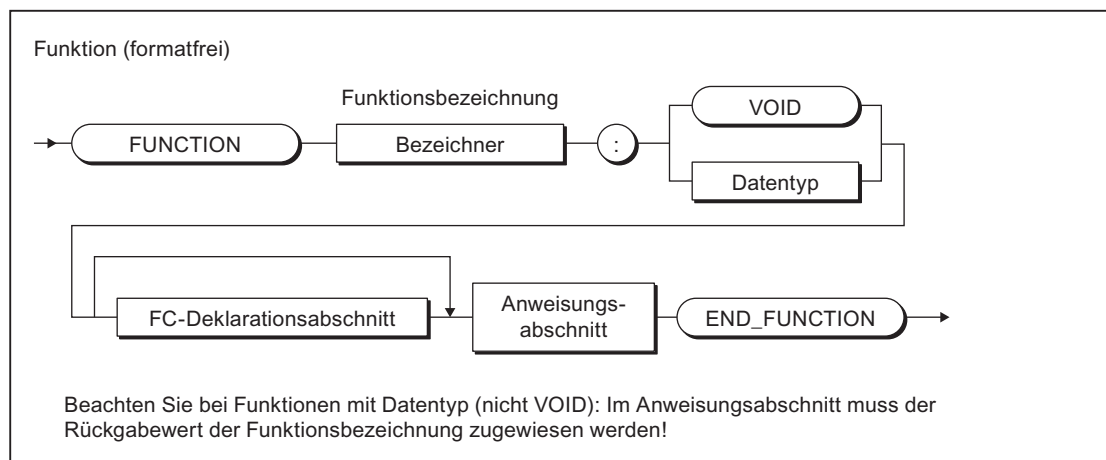 Funktion (formatfrei)
Funktionsbezeichnung
FUNCTION
Bezeichner
:
VOID
Datentyp
FC-Deklarationsabschnitt
Anweisungs-
abschnitt
END_FUNCTION
Beachten Sie bei Funktionen mit Datentyp (nicht VOID): Im Anweisungsabschnitt muss der
Rückgabewert der Funktionsbezeichnung zugewiesen werden!